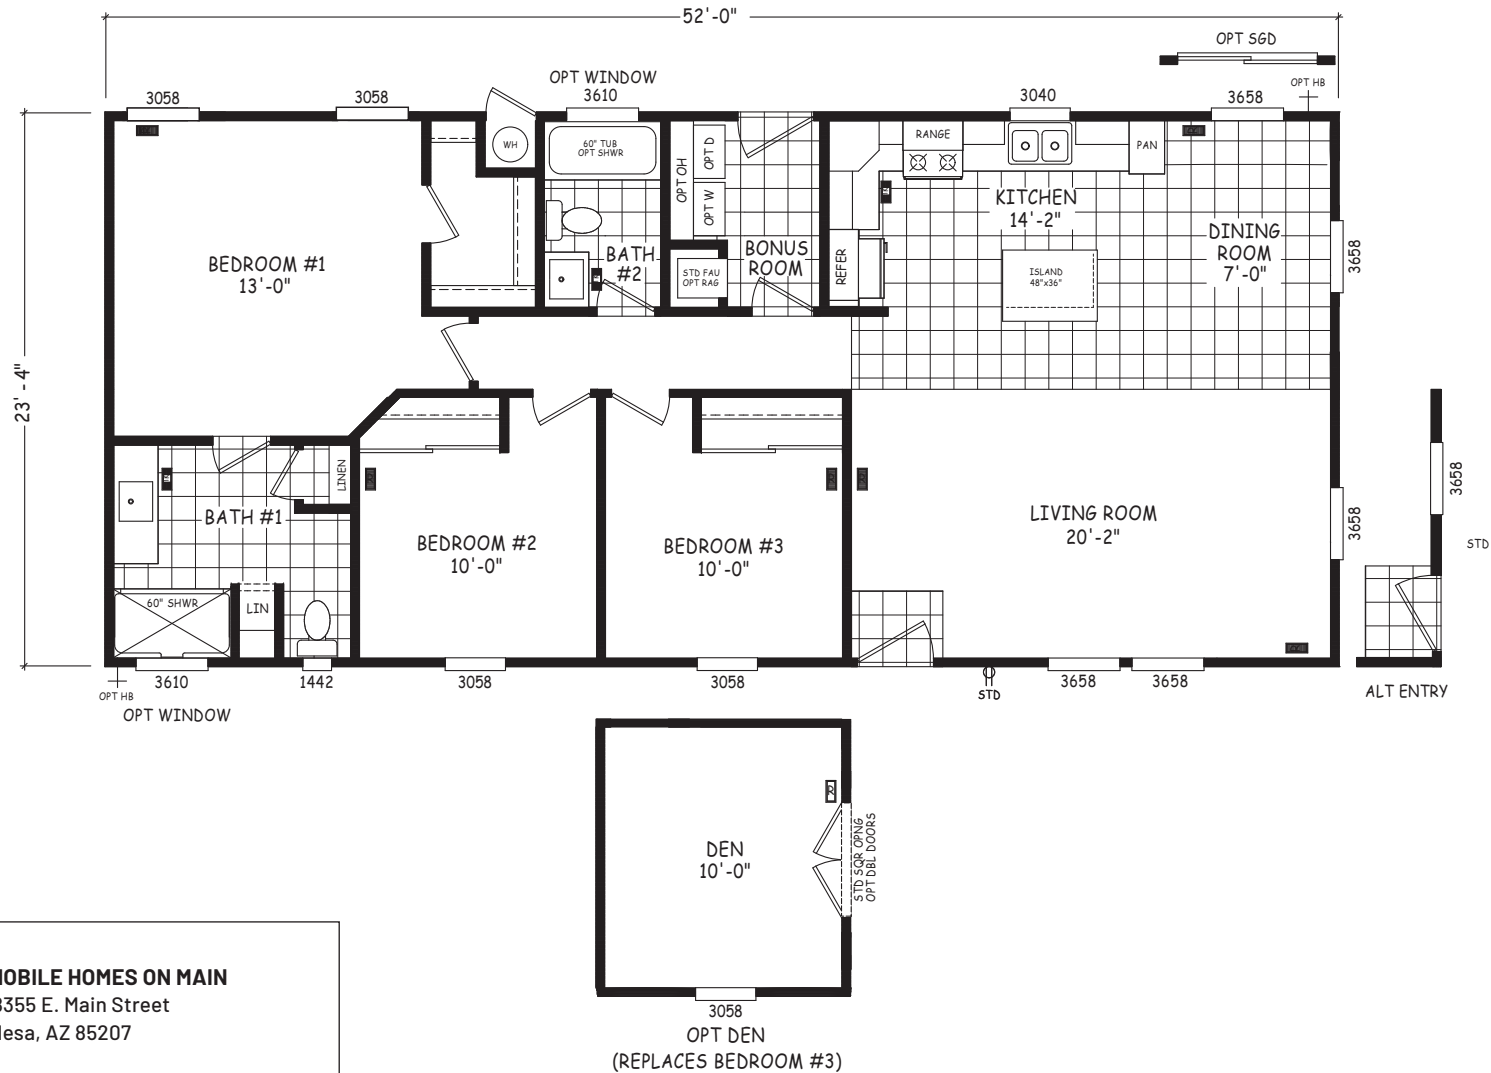 52'-0"
OPT SGD
OPT HB
OPT WINDOW
3058
3058
3610
3040
3658
WH
60" TUB
OPT SHWR
OPT OH
OPT D
OPT W
RANGE
PAN
KITCHEN
14'-2"
DINING
ROOM
7'-0"
3658
BEDROOM #1
13'-0"
BATH
#2
STD FAU
OPT RAG
BONUS
ROOM
REFER
ISLAND
48"x36"
23' - 4"
LINEN
BATH #1
BEDROOM #2
10'-0"
BEDROOM #3
10'-0"
LIVING ROOM
20'-2"
3658
3658
STD
60" SHWR
LIN
3610
1442
3058
3058
STD
3658
3658
OPT HB
OPT WINDOW
ALT ENTRY
DEN
10'-0"
STD SQR OPNG
OPT DBL DOORS
3058
OPT DEN
(REPLACES BEDROOM #3)
MOBILE HOMES ON MAIN
8355 E. Main Street
Mesa, AZ 85207